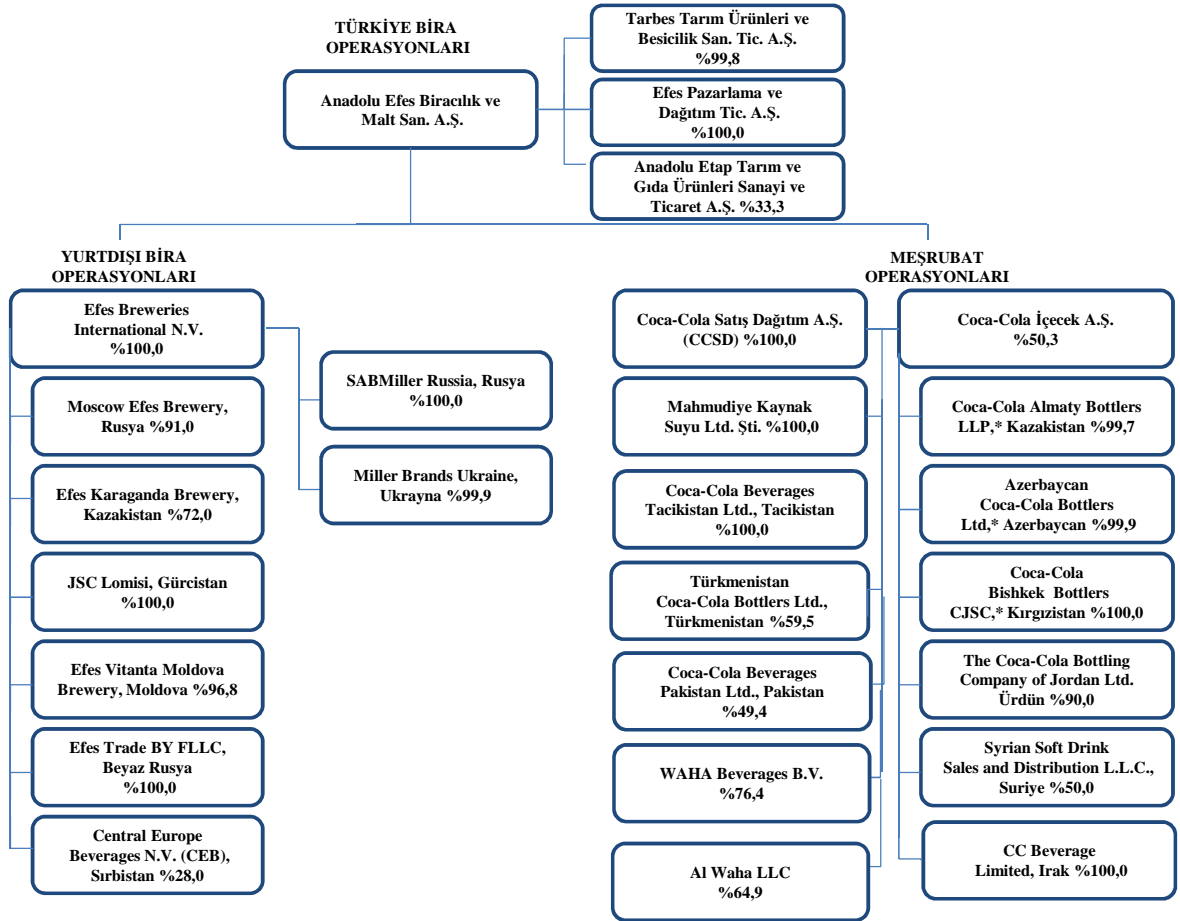 TÜRKİYE BİRA
OPERASYONLARI
Anadolu Efes Biracılık ve
Malt San. A.Ş.
Tarbes Tarım Ürünleri ve
Besicilik San. Tic. A.Ş.
%99,8
Efes Pazarlama ve
Dağıtım Tic. A.Ş.
%100,0
Anadolu Etap Tarım ve
Gıda Ürünleri Sanayi ve
Ticaret A.Ş. %33,3
YURTDIŞI BİRA
OPERASYONLARI
Efes Breweries
International N.V.
%100,0
Moscow Efes Brewery,
Rusya %91,0
Efes Karaganda Brewery,
Kazakistan %72,0
JSC Lomisi, Gürcistan
%100,0
Efes Vitanta Moldova
Brewery, Moldova %96,8
Efes Trade BY FLLC,
Beyaz Rusya
%100,0
Central Europe
Beverages N.V. (CEB),
Sırbistan %28,0
SABMiller Russia, Rusya
%100,0
Miller Brands Ukraine,
Ukrayna %99,9
MEŞRUBAT
OPERASYONLARI
Coca-Cola Satış Dağıtım A.Ş.
(CCSD) %100,0
Mahmudiye Kaynak
Suyu Ltd. Şti. %100,0
Coca-Cola Beverages
Tacikistan Ltd., Tacikistan
%100,0
Türkmenistan
Coca-Cola Bottlers Ltd.,
Türkmenistan %59,5
Coca-Cola Beverages
Pakistan Ltd., Pakistan
%49,4
WAHA Beverages B.V.
%76,4
Al Waha LLC
%64,9
Coca-Cola İçecek A.Ş.
%50,3
Coca-Cola Almaty Bottlers
LLP,* Kazakistan %99,7
Azerbaycan
Coca-Cola Bottlers
Ltd,* Azerbaycan %99,9
Coca-Cola
Bishkek Bottlers
CJSC,* Kırgızistan %100,0
The Coca-Cola Bottling
Company of Jordan Ltd.
Ürdün %90,0
Syrian Soft Drink
Sales and Distribution L.L.C.,
Suriye %50,0
CC Beverage
Limited, Irak %100,0